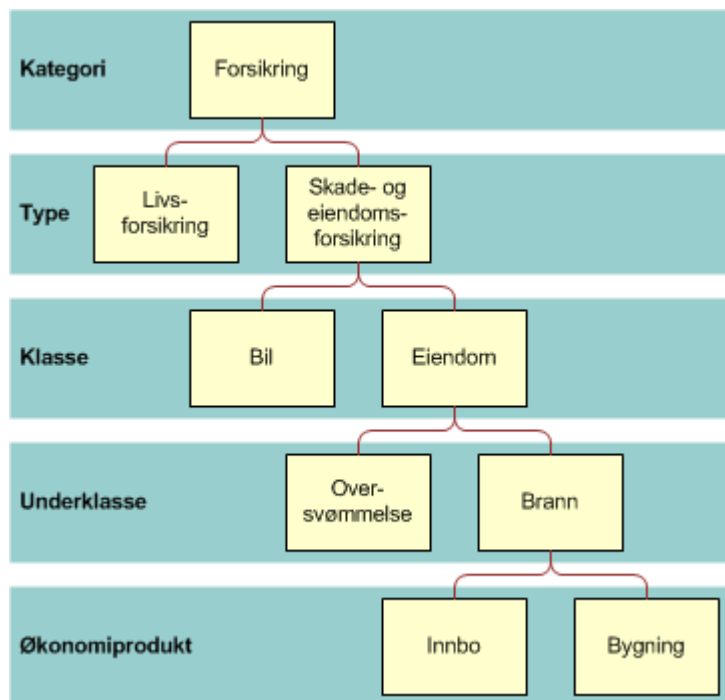 Kategori
Forsikring
Type
Livs-
forsikring
Skade- og
eiendoms-
forsikring
Klasse
Bil
Eiendom
Underklasse
Over-
svømmelse
Brann
Økonomiprodukt
Innbo
Bygning